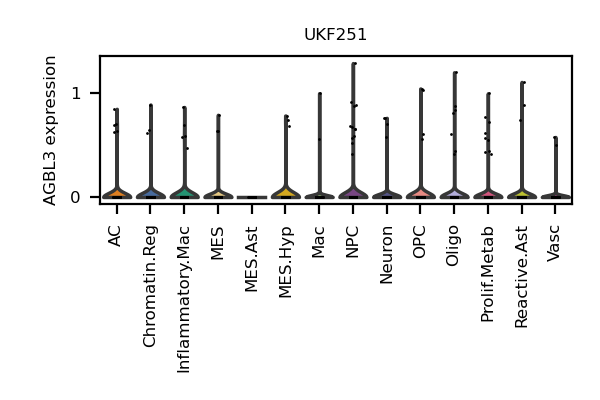 UKF251
AGBL3 expression
1
0
AC
Chromatin.Reg
Inflammatory.Mac
MES
MES.Ast
MES.Hyp
Mac
NPC
Neuron
OPC
Oligo
Prolif.Metab
Reactive.Ast
Vasc